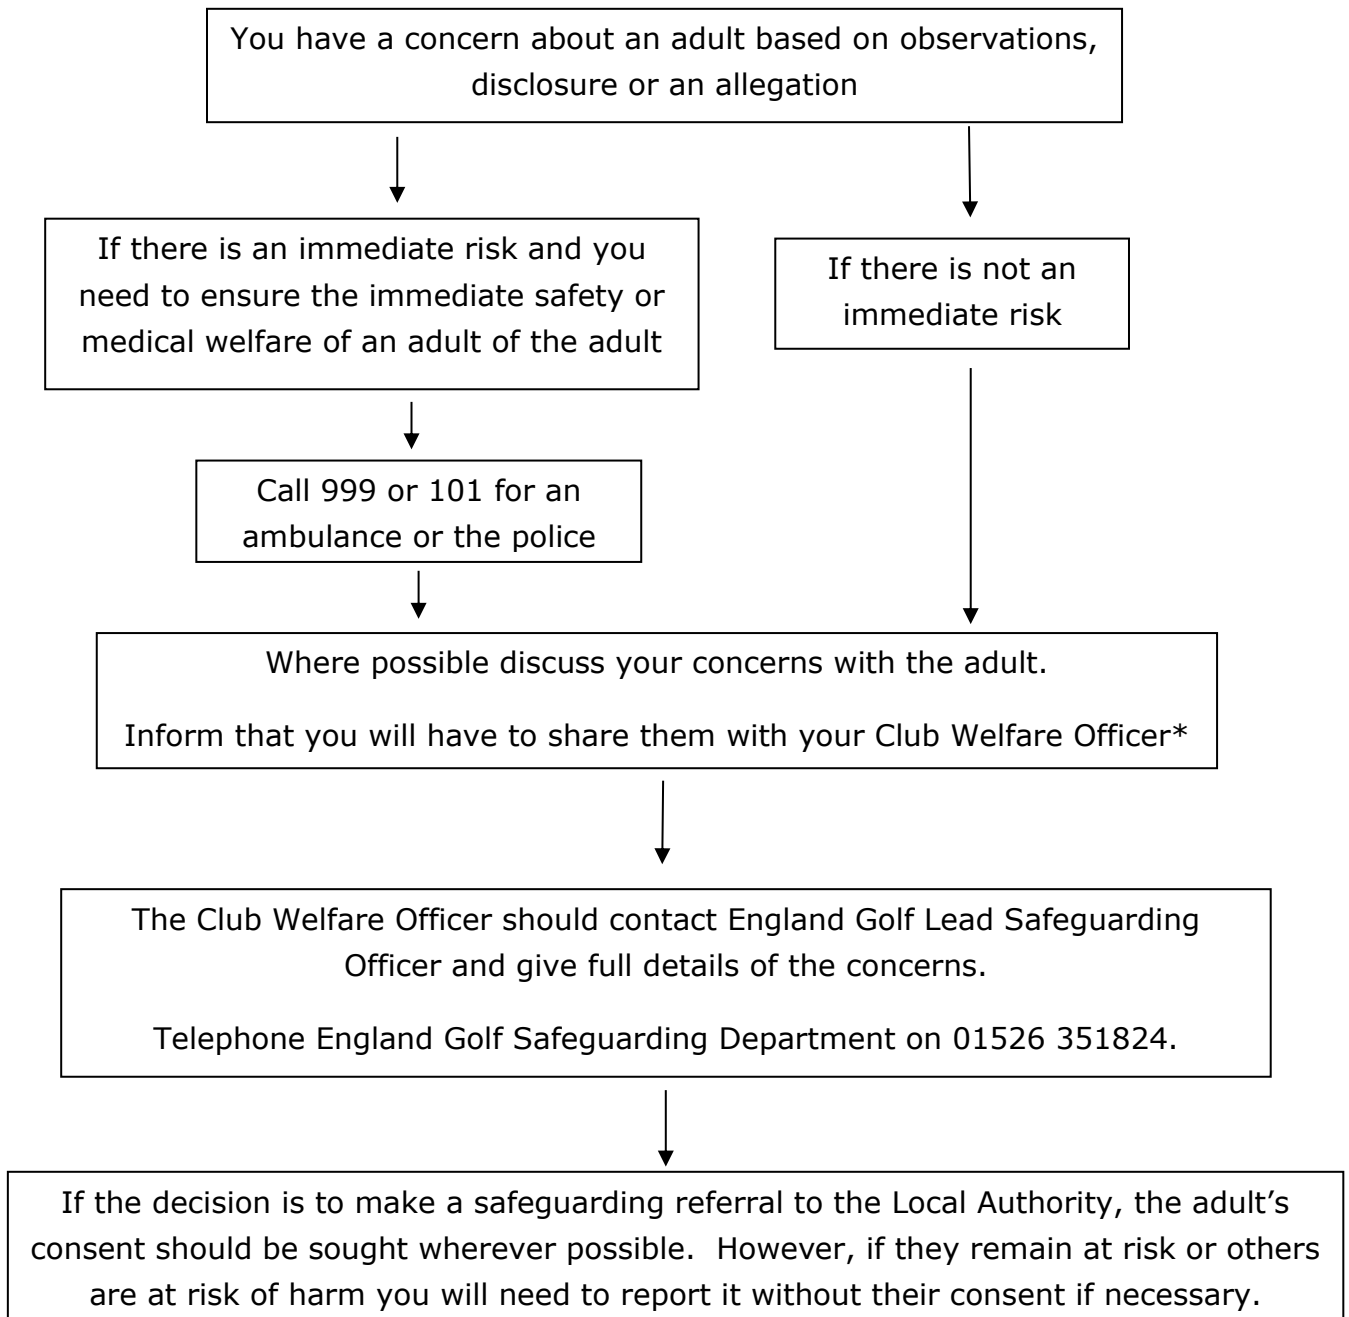 You have a concern about an adult based on observations,
disclosure or an allegation
If there is an immediate risk and you
need to ensure the immediate safety or
medical welfare of an adult of the adult
If there is not an
immediate risk
Call 999 or 101 for an
ambulance or the police
Where possible discuss your concerns with the adult.
Inform that you will have to share them with your Club Welfare Officer*
The Club Welfare Officer should contact England Golf Lead Safeguarding
Officer and give full details of the concerns.
Telephone England Golf Safeguarding Department on 01526 351824.
If the decision is to make a safeguarding referral to the Local Authority, the adult’s
consent should be sought wherever possible.  However, if they remain at risk or others
are at risk of harm you will need to report it without their consent if necessary.